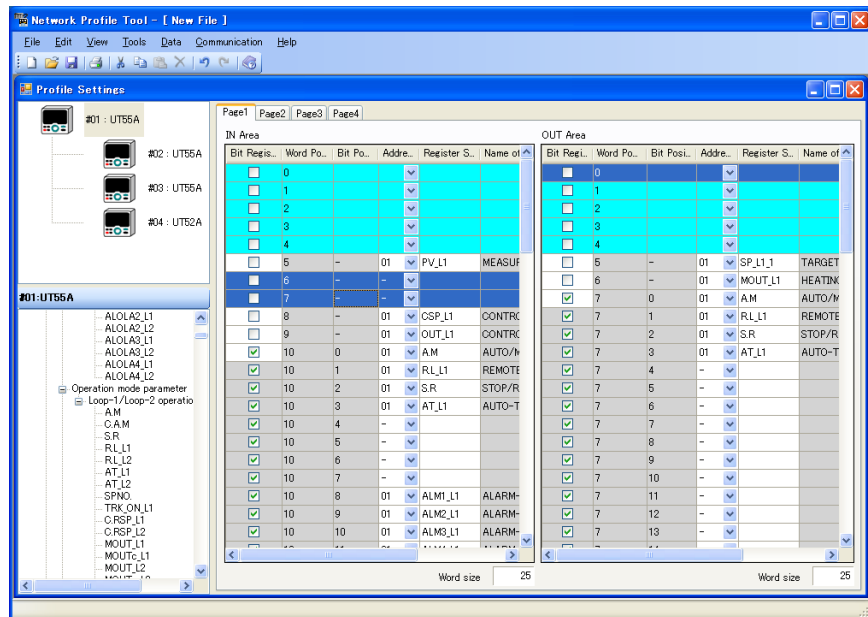 Network Profile Tool - [ New File ]
File Edit View Tools Data Communication Help
Profile Settings
#01 : UT55A
#02 : UT55A
#03 : UT55A
#04 : UT52A
#01:UT55A
ALOLA2_L1
ALOLA2_L2
ALOLA3_L1
ALOLA3_L2
ALOLA4_L1
ALOLA4_L2
Operation mode parameter
Loop-1/Loop-2 operatio
A.M
C.A.M
S.R
R.L_L1
R.L_L2
AT_L1
AT_L2
SPNO.
TRK_ON_L1
C.RSP_L1
C.RSP_L2
MOUT_L1
MOUTc_L1
MOUT_L2
Page1 Page2 Page3 Page4
IN Area
Bit Regis... Word Po... Bit Po... Addre... Register S... Name of
0
1
2
3
4
5 - 01 PV_L1 MEASUF
6 - -
7 - -
8 - 01 CSP_L1 CONTRC
9 - 01 OUT_L1 CONTRC
10 0 01 A.M AUTO/M
10 1 01 R.L_L1 REMOTE
10 2 01 S.R STOP/R
10 3 01 AT_L1 AUTO-T
10 4 -
10 5 -
10 6 -
10 7 -
10 8 01 ALM1_L1 ALARM-
10 9 01 ALM2_L1 ALARM-
10 10 01 ALM3_L1 ALARM-
Word size 25
OUT Area
Bit Regi... Word Po... Bit Posi... Addre... Register S... Name of
0
1
2
3
4
5 - 01 SP_L1_1 TARGET
6 - 01 MOUT_L1 HEATING
7 0 01 A.M AUTO/M
7 1 01 R.L_L1 REMOTE
7 2 01 S.R STOP/R
7 3 01 AT_L1 AUTO-T
7 4 -
7 5 -
7 6 -
7 7 -
7 8 -
7 9 -
7 10 -
7 11 -
7 12 -
7 13 -
Word size 25